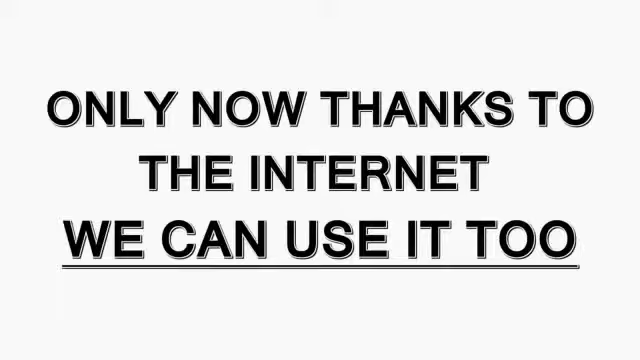 ONLY NOW THANKS TO
THE INTERNET
WE CAN USE IT TOO